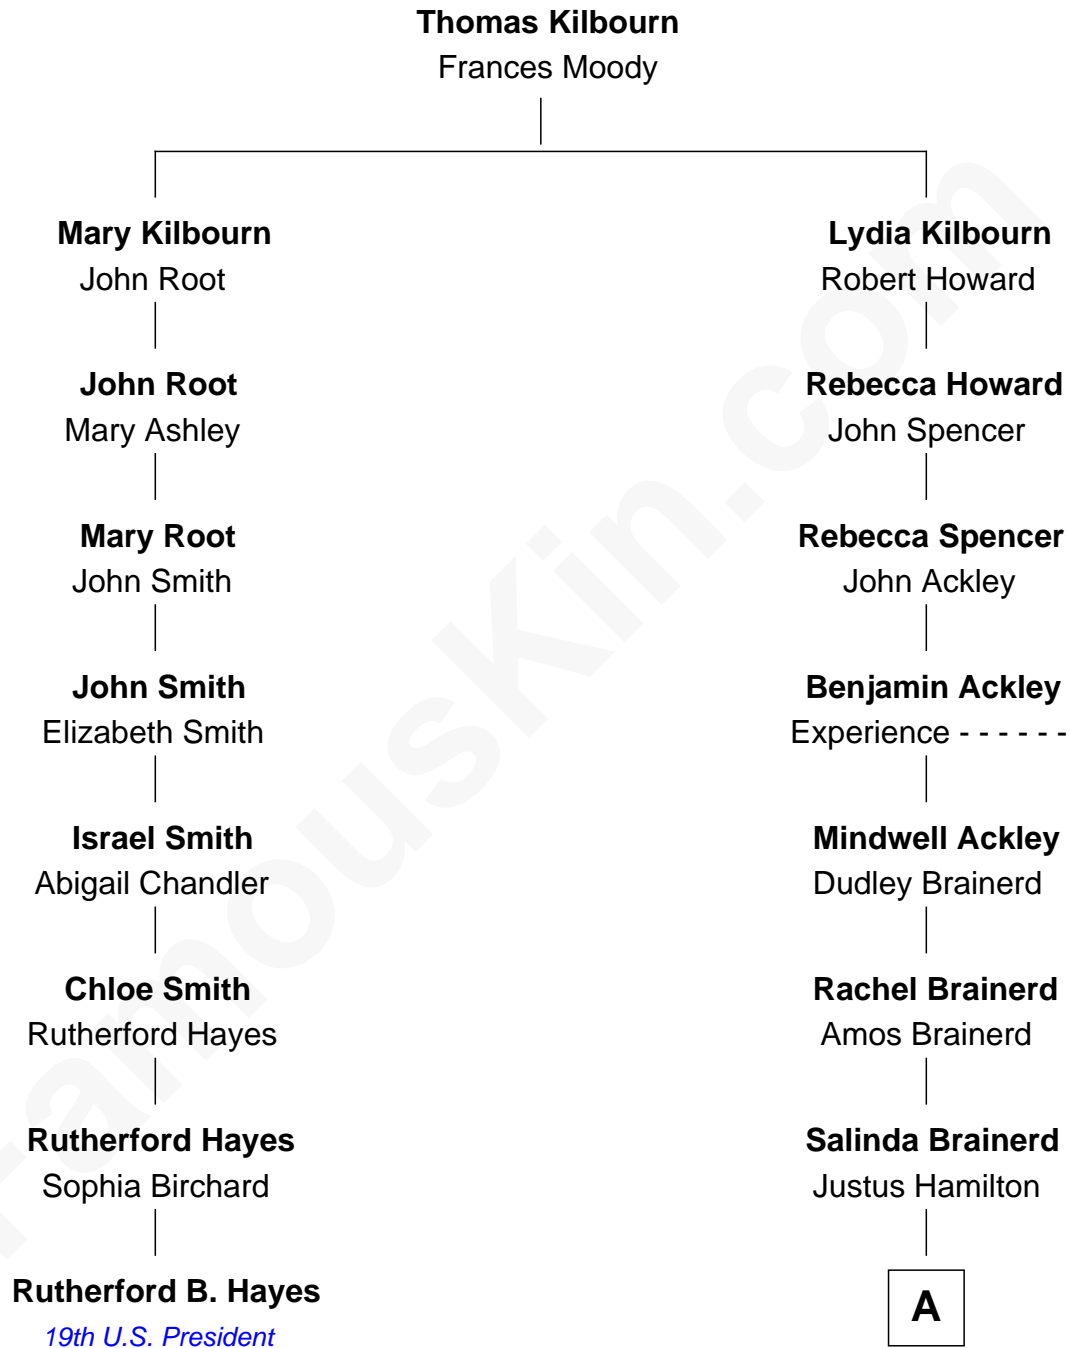 Thomas Kilbourn
Frances Moody
Mary Kilbourn
John Root
Lydia Kilbourn
Robert Howard
John Root
Mary Ashley
Rebecca Howard
John Spencer
Mary Root
John Smith
Rebecca Spencer
John Ackley
John Smith
Elizabeth Smith
Benjamin Ackley
Experience - - - - - -
Israel Smith
Abigail Chandler
Mindwell Ackley
Dudley Brainerd
Chloe Smith
Rutherford Hayes
Rachel Brainerd
Amos Brainerd
Rutherford Hayes
Sophia Birchard
Salinda Brainerd
Justus Hamilton
Rutherford B. Hayes
19th U.S. President
A
FamousKin.com